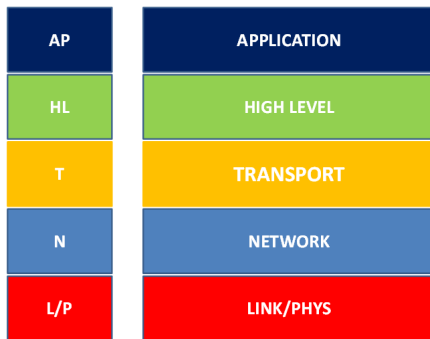 AP APPLICATION
HL HIGH LEVEL
T TRANSPORT
N NETWORK
L/P LINK/PHYS